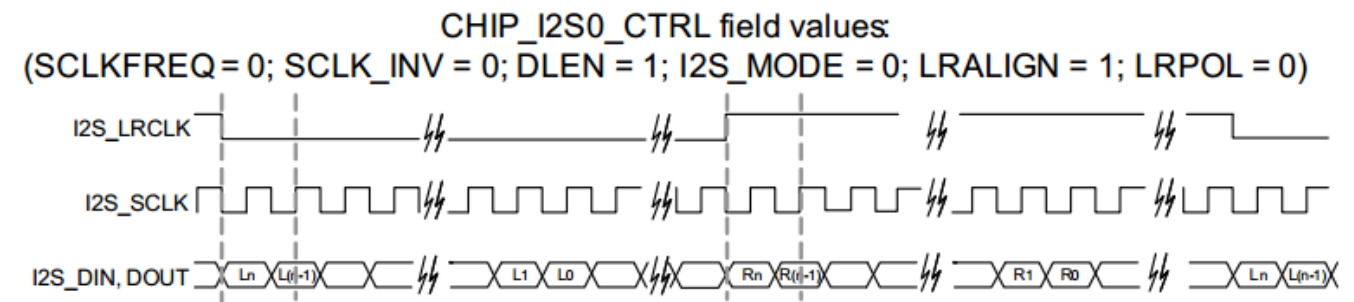 CHIP_I2S0_CTRL field values:
(SCLKFREQ = 0; SCLK_INV = 0; DLEN = 1; I2S_MODE = 0; LRALIGN = 1; LRPOL = 0)
I2S_LRCLK
I2S_SCLK
I2S_DIN, DOUT Ln L(n-1) L1 L0 Rn R(n-1) R1 R0 Ln L(n-1)